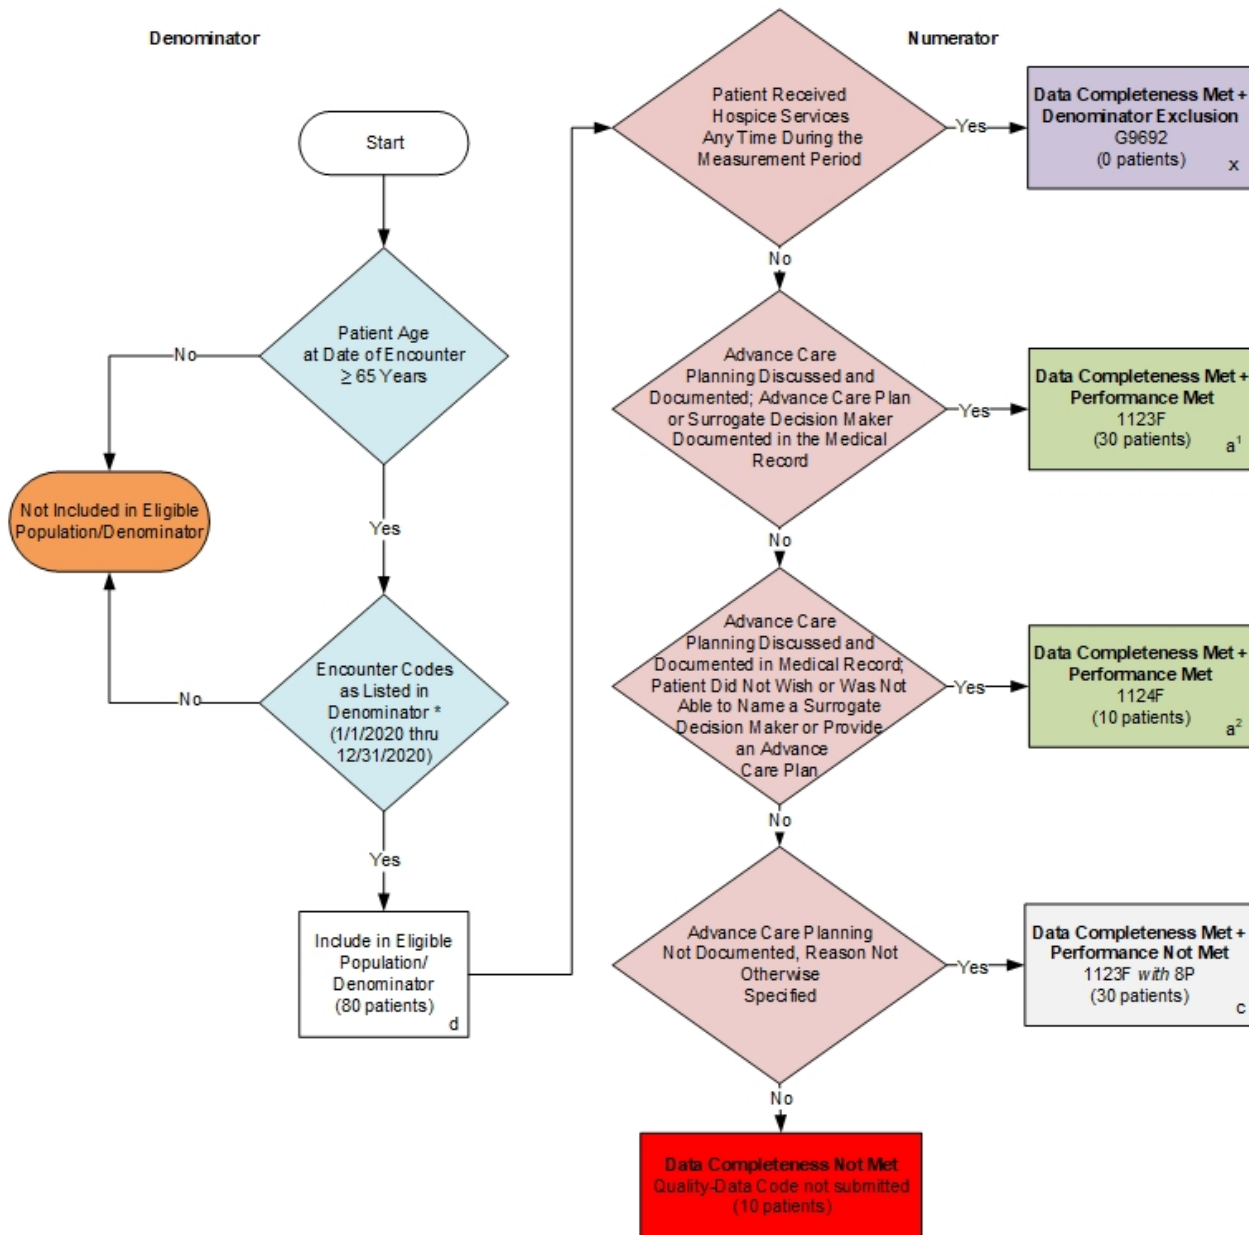 Denominator
Numerator
Start
Patient Age
at Date of Encounter
≥ 65 Years
No
Yes
Not Included in Eligible
Population/Denominator
Encounter Codes
as Listed in
Denominator *
(1/1/2020 thru
12/31/2020)
No
Yes
Include in Eligible
Population/
Denominator
(80 patients)
d
Patient Received
Hospice Services
Any Time During the
Measurement Period
Yes
Data Completeness Met +
Denominator Exclusion
G9692
(0 patients)
x
No
Advance Care
Planning Discussed and
Documented; Advance Care Plan
or Surrogate Decision Maker
Documented in the Medical
Record
Yes
Data Completeness Met +
Performance Met
1123F
(30 patients)
a¹
No
Advance Care
Planning Discussed and
Documented in Medical Record;
Patient Did Not Wish or Was Not
Able to Name a Surrogate
Decision Maker or Provide
an Advance
Care Plan
Yes
Data Completeness Met +
Performance Met
1124F
(10 patients)
a²
No
Advance Care Planning
Not Documented, Reason Not
Otherwise
Specified
Yes
Data Completeness Met +
Performance Not Met
1123F with 8P
(30 patients)
c
No
Data Completeness Not Met
Quality-Data Code not submitted
(10 patients)